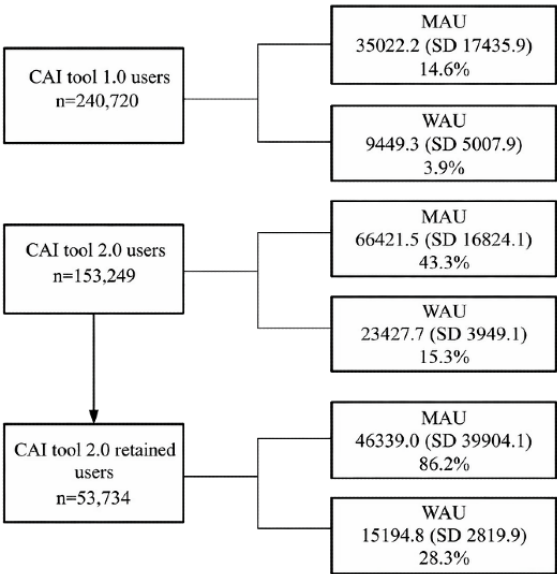 CAI tool 1.0 users
n=240,720
MAU
35022.2 (SD 17435.9)
14.6%
WAU
9449.3 (SD 5007.9)
3.9%
CAI tool 2.0 users
n=153,249
MAU
66421.5 (SD 16824.1)
43.3%
WAU
23427.7 (SD 3949.1)
15.3%
CAI tool 2.0 retained
users
n=53,734
MAU
46339.0 (SD 39904.1)
86.2%
WAU
15194.8 (SD 2819.9)
28.3%